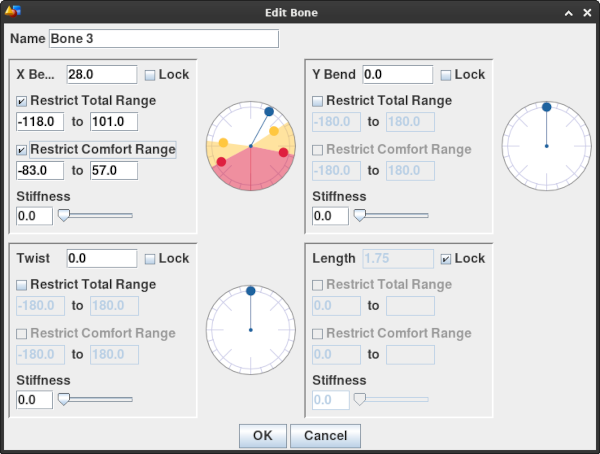 Edit Bone
Name Bone 3
X Be... 28.0 Lock
Restrict Total Range
-118.0 to 101.0
Restrict Comfort Range
-83.0 to 57.0
Stiffness
0.0
Y Bend 0.0 Lock
Restrict Total Range
-180.0 to 180.0
Restrict Comfort Range
-180.0 to 180.0
Stiffness
0.0
Twist 0.0 Lock
Restrict Total Range
-180.0 to 180.0
Restrict Comfort Range
-180.0 to 180.0
Stiffness
0.0
Length 1.75 Lock
Restrict Total Range
0.0 to
Restrict Comfort Range
0.0 to
Stiffness
0.0
OK Cancel